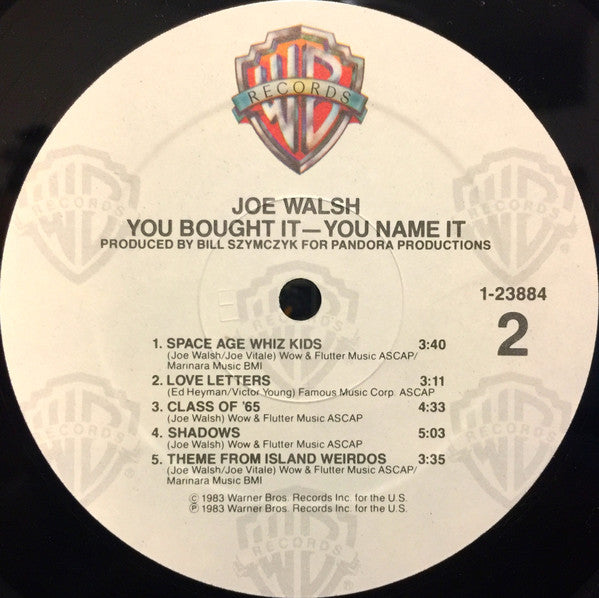 WB
RECORDS
JOE WALSH
YOU BOUGHT IT—YOU NAME IT
PRODUCED BY BILL SZYMCZYK FOR PANDORA PRODUCTIONS
1-23884
2
1. SPACE AGE WHIZ KIDS 3:40
(Joe Walsh/Joe Vitale) Wow & Flutter Music ASCAP/
Marinara Music BMI
2. LOVE LETTERS 3:11
(Ed Heyman/Victor Young) Famous Music Corp. ASCAP
3. CLASS OF '65 4:33
(Joe Walsh) Wow & Flutter Music ASCAP
4. SHADOWS 5:03
(Joe Walsh) Wow & Flutter Music ASCAP
5. THEME FROM ISLAND WEIRDOS 3:35
(Joe Walsh/Joe Vitale) Wow & Flutter Music ASCAP/
Marinara Music BMI
© 1983 Warner Bros. Records Inc. for the U.S.
℗ 1983 Warner Bros. Records Inc. for the U.S.